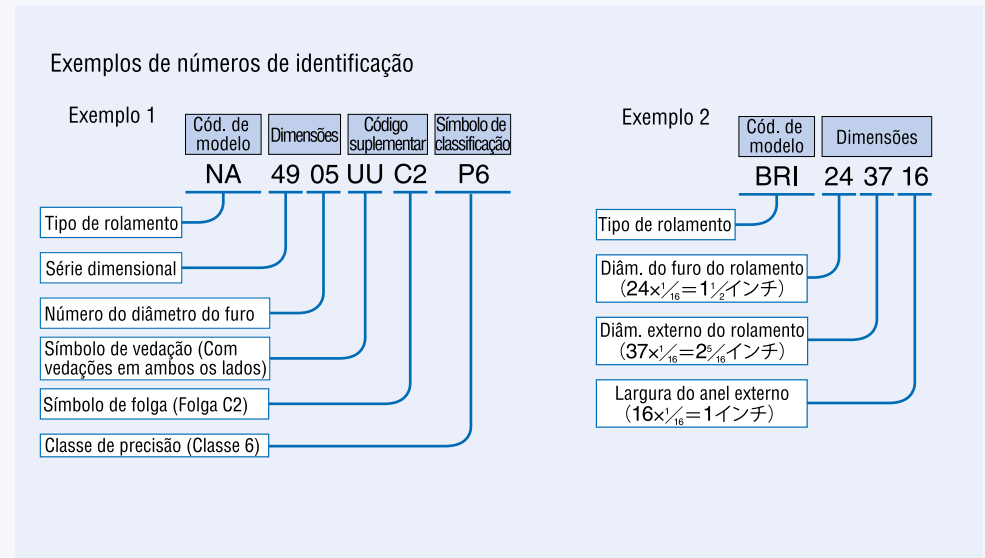 Exemplos de números de identificação
Exemplo 1
Cód. de
modelo
Dimensões
Código
suplementar
Símbolo de
classificação
NA 49 05 UU C2 P6
Tipo de rolamento
Série dimensional
Número do diâmetro do furo
Símbolo de vedação (Com
vedações em ambos os lados)
Símbolo de folga (Folga C2)
Classe de precisão (Classe 6)
Exemplo 2
Cód. de
modelo
Dimensões
BRI 24 37 16
Tipo de rolamento
Diâm. do furo do rolamento
（24×1/16＝1 1/2インチ）
Diâm. externo do rolamento
（37×1/16＝2 5/16インチ）
Largura do anel externo
（16×1/16＝1インチ）